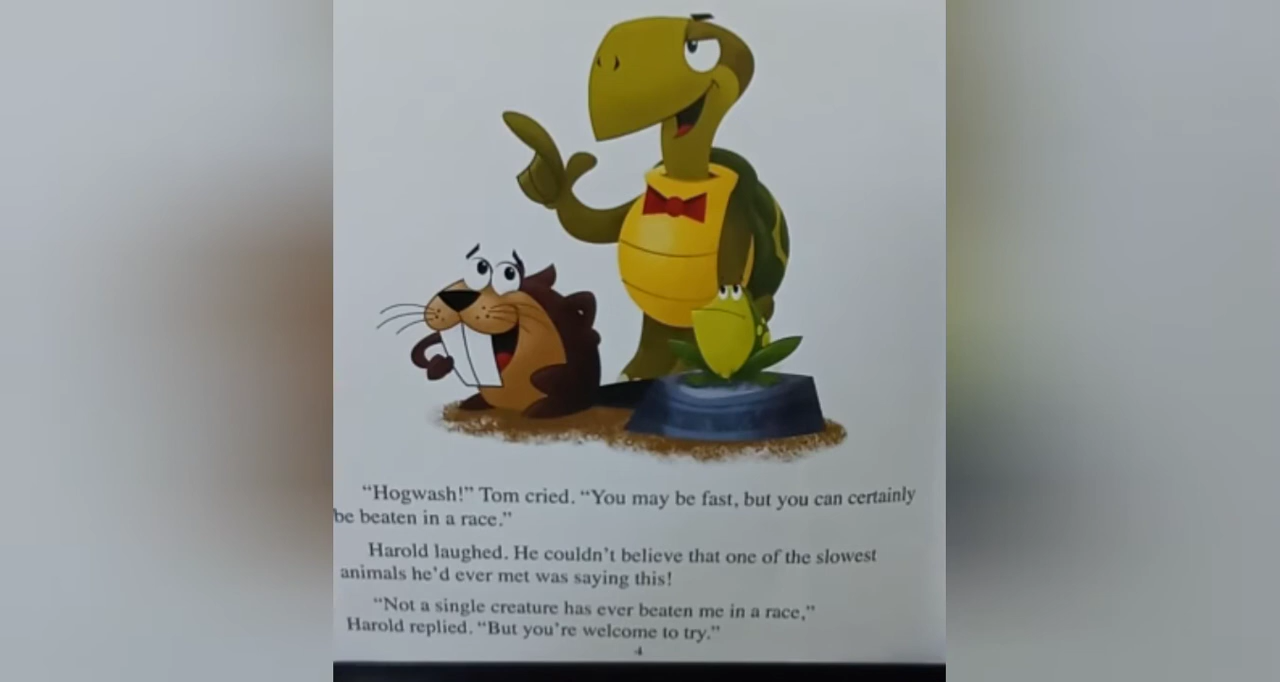 “Hogwash!” Tom cried. “You may be fast, but you can certainly
be beaten in a race.”
Harold laughed. He couldn’t believe that one of the slowest
animals he’d ever met was saying this!
“Not a single creature has ever beaten me in a race,”
Harold replied. “But you’re welcome to try.”
4